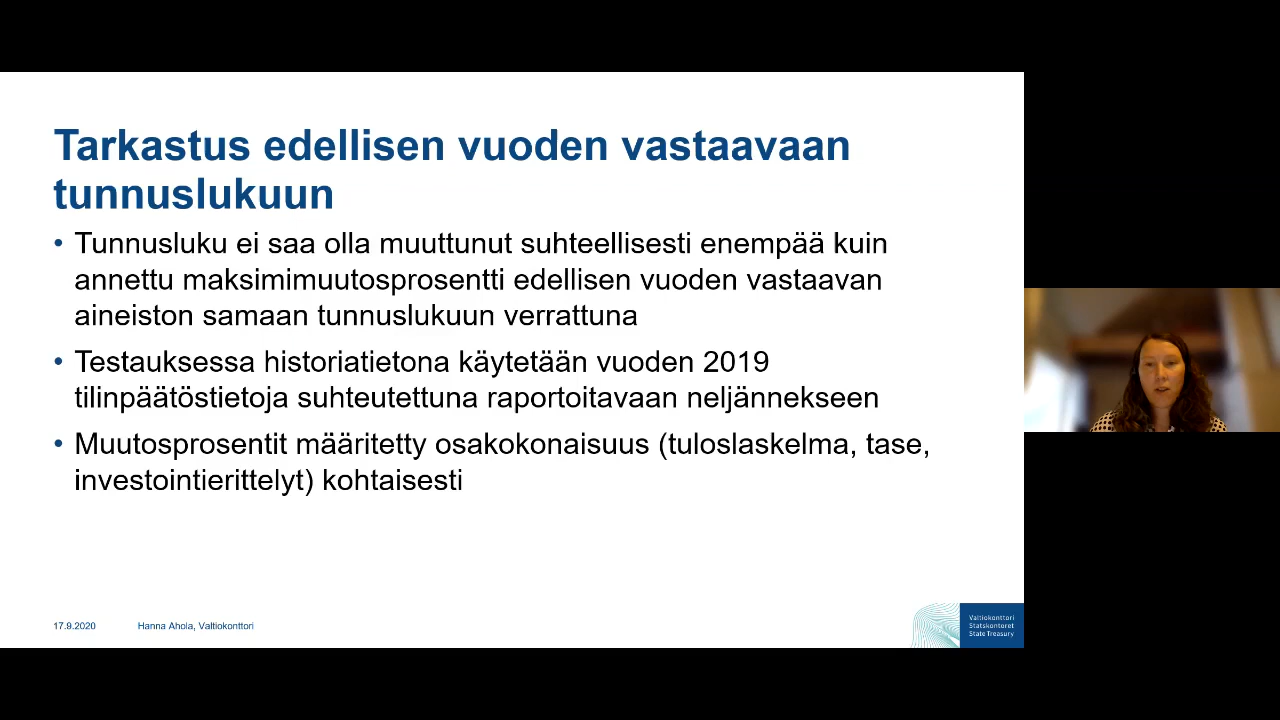 Tarkastus edellisen vuoden vastaavaan
tunnuslukuun
• Tunnusluku ei saa olla muuttunut suhteellisesti enempää kuin
annettu maksimimuutosprosentti edellisen vuoden vastaavan
aineiston samaan tunnuslukuun verrattuna
• Testauksessa historiatietona käytetään vuoden 2019
tilinpäätöstietoja suhteutettuna raportoitavaan neljännekseen
• Muutosprosentit määritetty osakokonaisuus (tuloslaskelma, tase,
investointierittelyt) kohtaisesti
17.9.2020 Hanna Ahola, Valtiokonttori
Valtiokonttori
Statskontoret
State Treasury